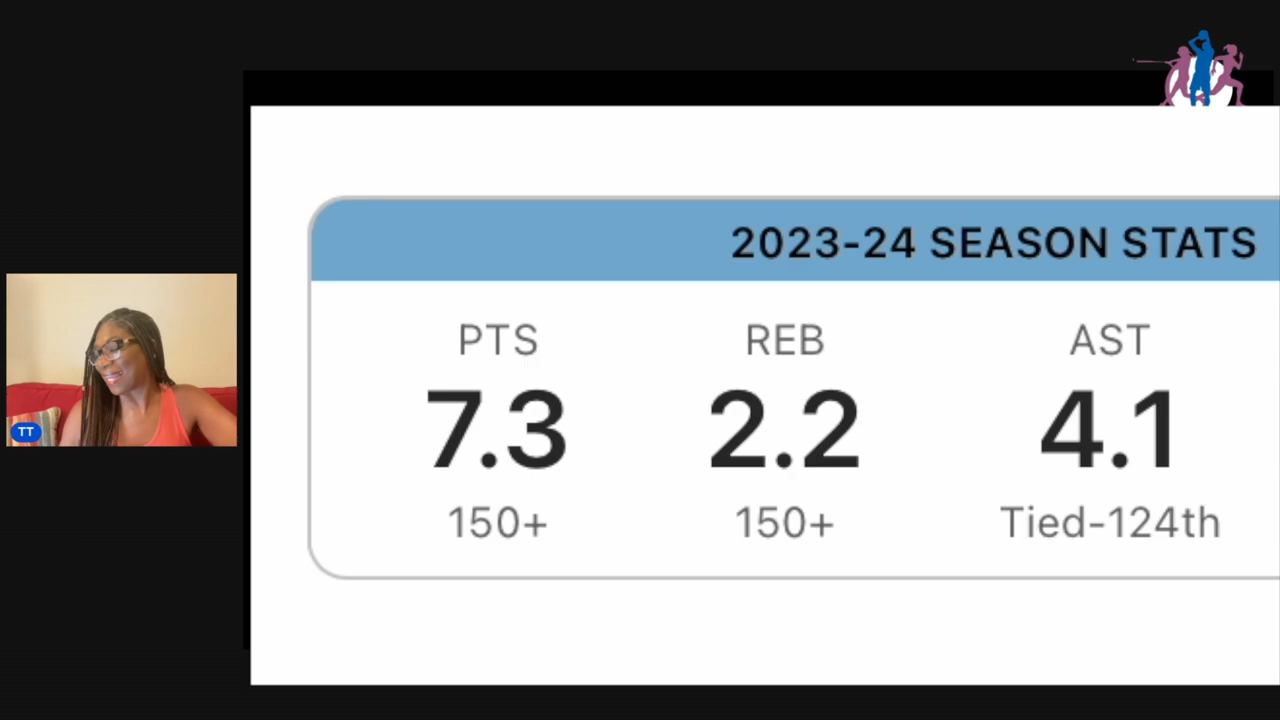 2023-24 SEASON STATS
PTS REB AST
7.3 2.2 4.1
150+ 150+ Tied-124th
TT